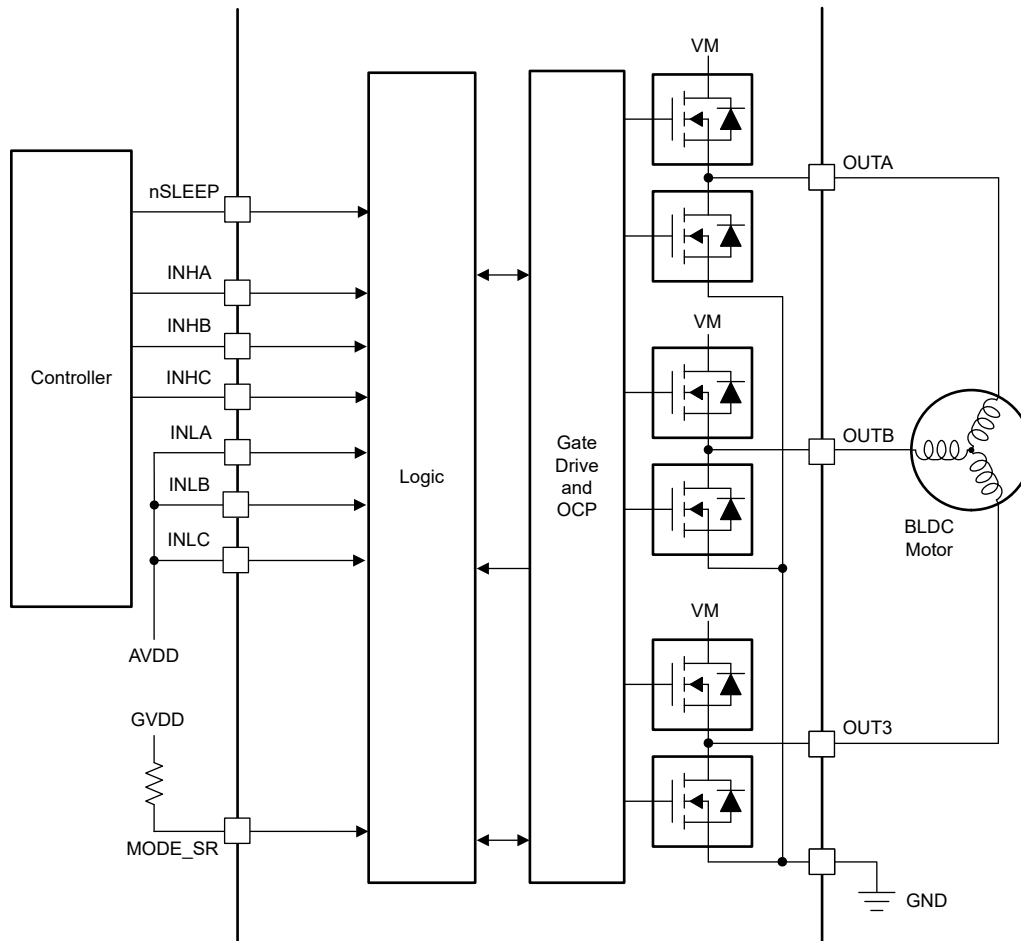 VM
OUTA
nSLEEP
INHA
INHB
INHC
Controller
INLA
INLB
INLC
AVDD
GVDD
MODE_SR
Logic
Gate
Drive
and
OCP
VM
OUTB
BLDC
Motor
VM
OUT3
GND